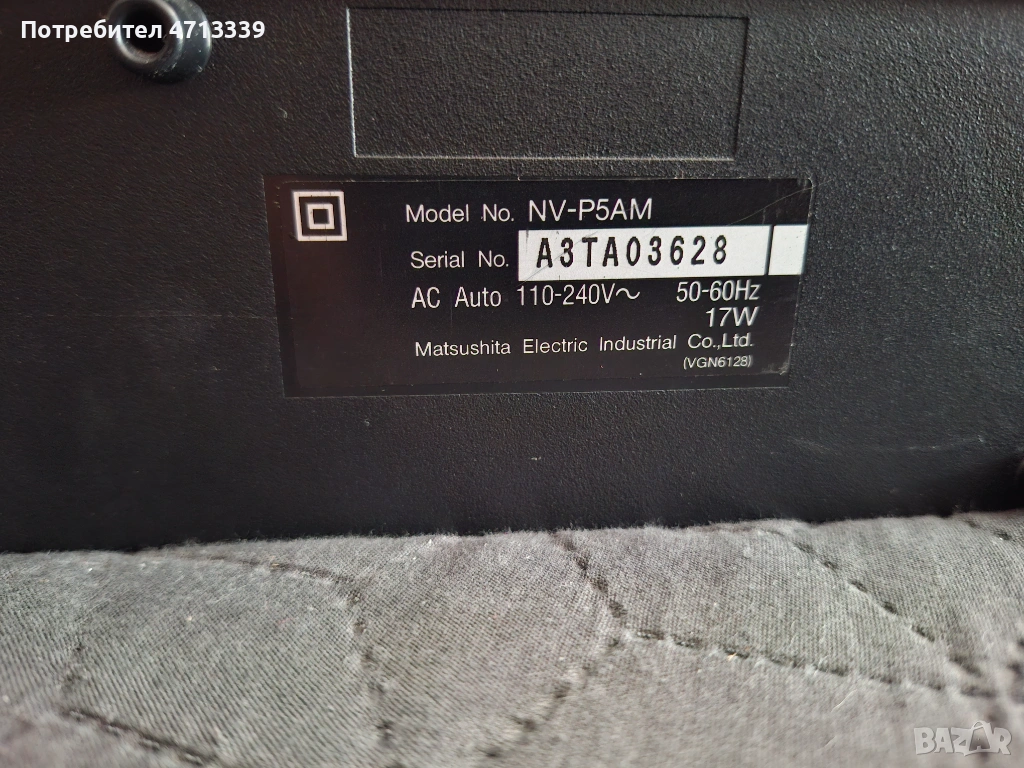 Потребител 4713339
Model No. NV-P5AM
Serial No. A3TA03628
AC Auto 110-240V~ 50-60Hz
17W
Matsushita Electric Industrial Co.,Ltd.
(VGN6128)
BAZAR